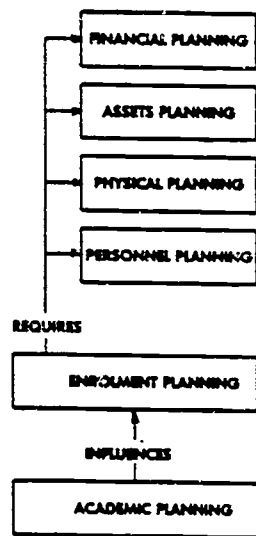 FINANCIAL PLANNING
ASSETS PLANNING
PHYSICAL PLANNING
PERSONNEL PLANNING
REQUIRES
ENROLMENT PLANNING
INFLUENCES
ACADEMIC PLANNING